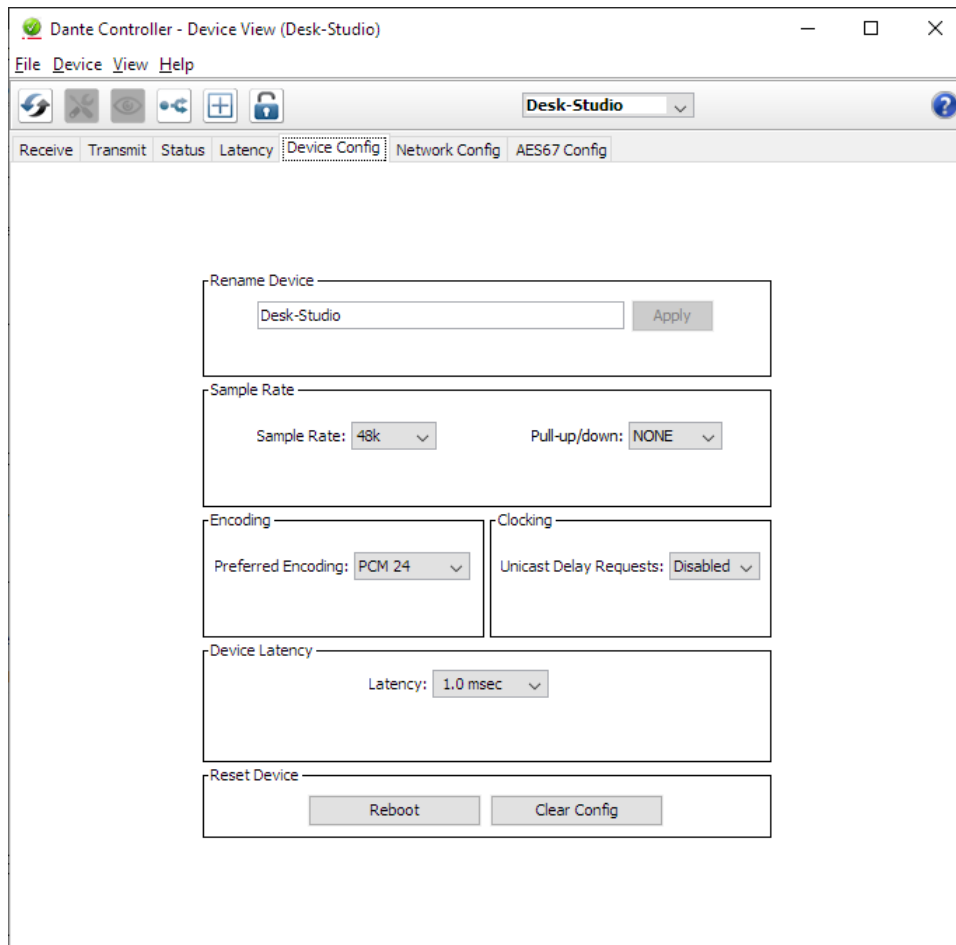 Dante Controller - Device View (Desk-Studio)
File Device View Help
Desk-Studio
?
Receive Transmit Status Latency Device Config Network Config AES67 Config
Rename Device
Desk-Studio Apply
Sample Rate
Sample Rate: 48k Pull-up/down: NONE
Encoding Clocking
Preferred Encoding: PCM 24 Unicast Delay Requests: Disabled
Device Latency
Latency: 1.0 msec
Reset Device
Reboot Clear Config